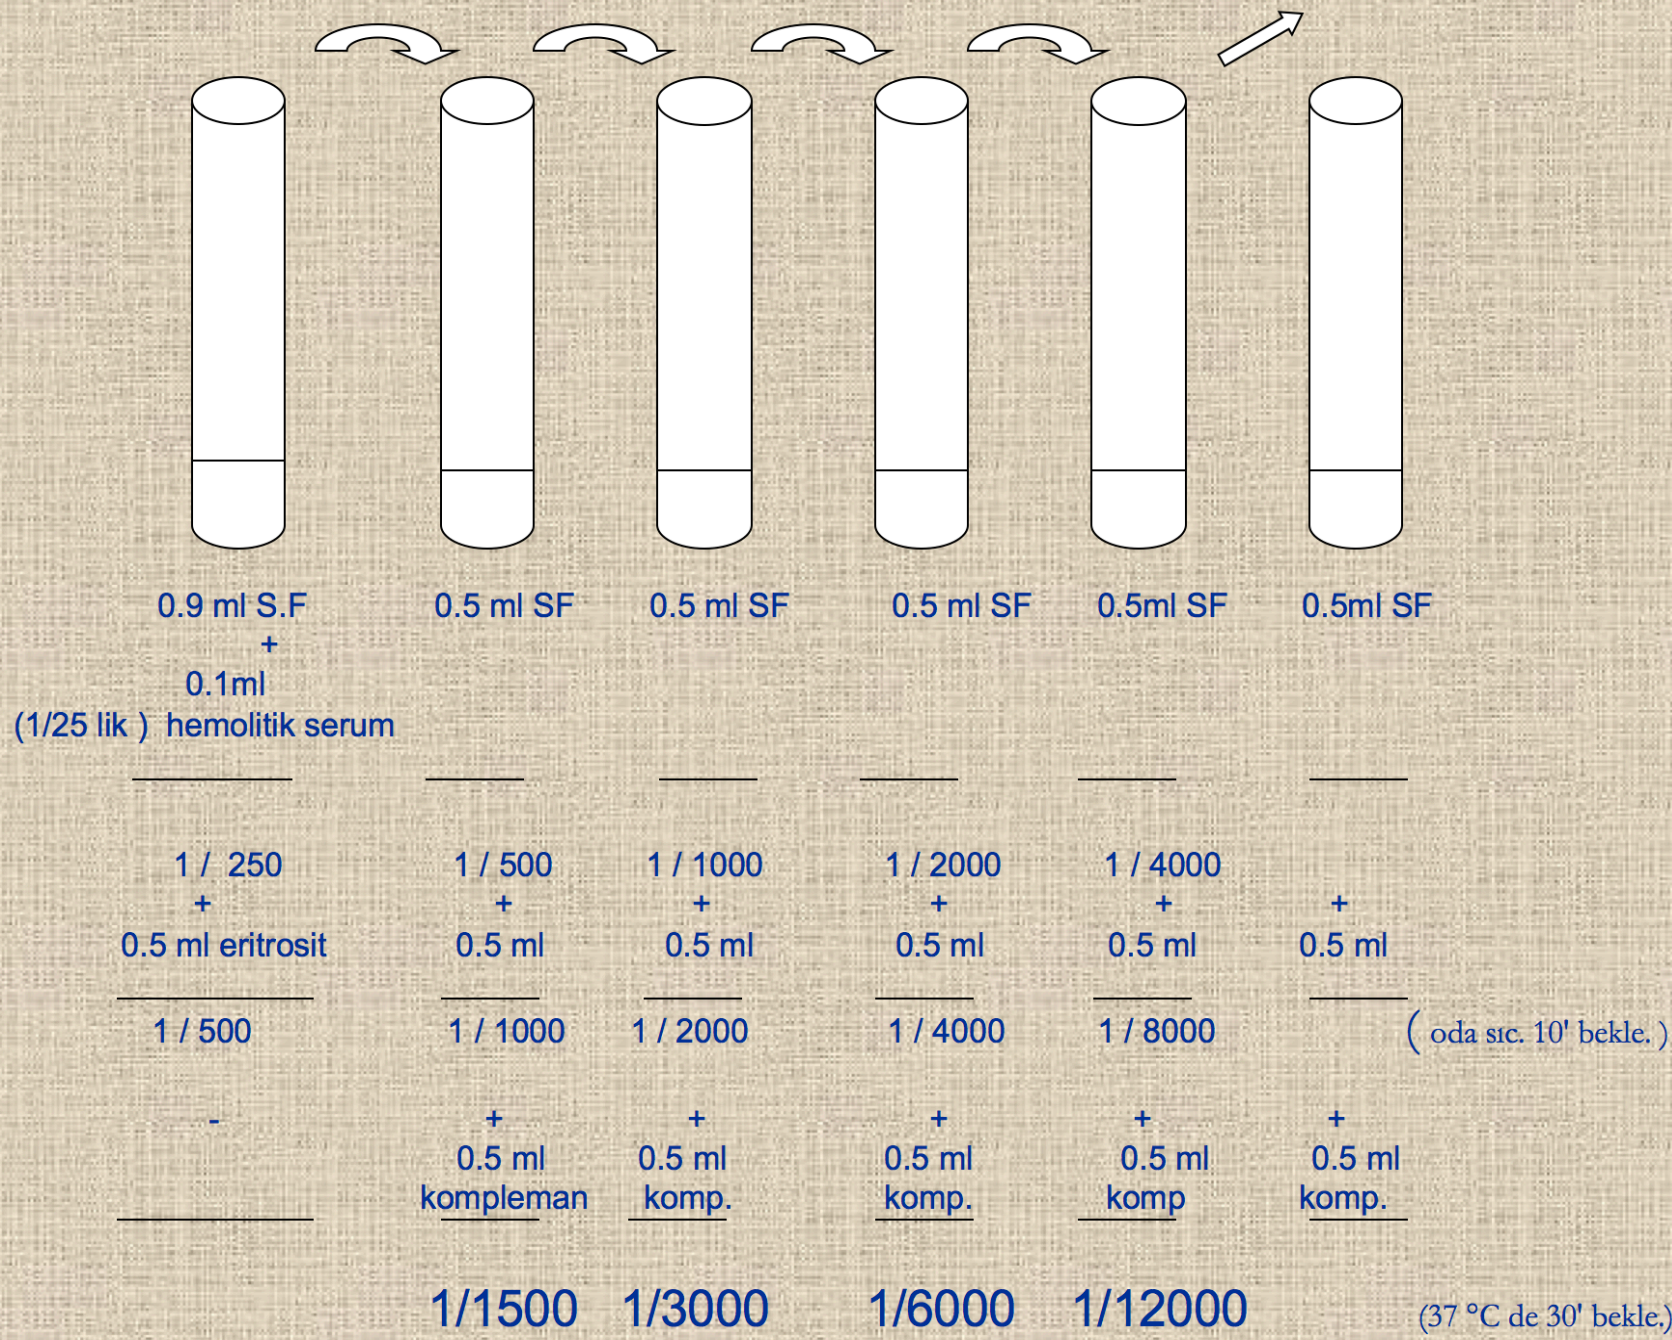 0.9 ml S.F 0.5 ml SF 0.5 ml SF 0.5 ml SF 0.5ml SF 0.5ml SF
+
0.1ml
(1/25 lik ) hemolitik serum
1 / 250 1 / 500 1 / 1000 1 / 2000 1 / 4000
+ + + + + +
0.5 ml eritrosit 0.5 ml 0.5 ml 0.5 ml 0.5 ml 0.5 ml
1 / 500 1 / 1000 1 / 2000 1 / 4000 1 / 8000 ( oda sıc. 10' bekle. )
- + + + + +
0.5 ml 0.5 ml 0.5 ml 0.5 ml 0.5 ml
kompleman komp. komp. komp komp.
1/1500 1/3000 1/6000 1/12000 (37 °C de 30' bekle.)